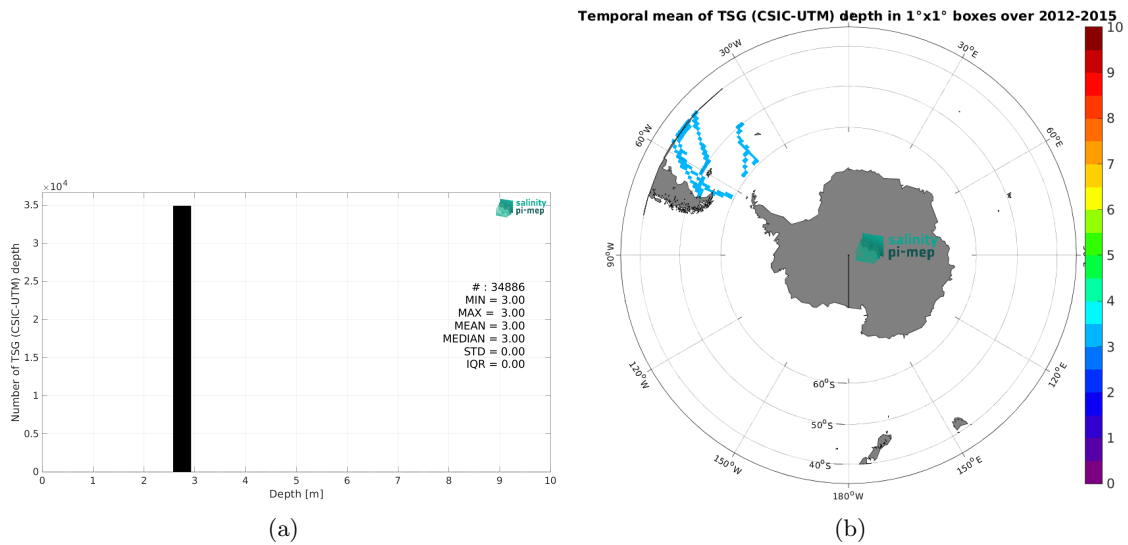 ×10⁴
3.5
3
2.5
2
1.5
1
0.5
0
0 1 2 3 4 5 6 7 8 9 10
Number of TSG (CSIC-UTM) depth
Depth [m]
salinity
pi-mep
# : 34886
MIN = 3.00
MAX = 3.00
MEAN = 3.00
MEDIAN = 3.00
STD = 0.00
IQR = 0.00
(a)
Temporal mean of TSG (CSIC-UTM) depth in 1°x1° boxes over 2012-2015
30°W
30°E
60°W
60°E
90°W
120°W
120°E
150°W
150°E
180°W
60°S
50°S
40°S
salinity
pi-mep
10
9
8
7
6
5
4
3
2
1
0
(b)